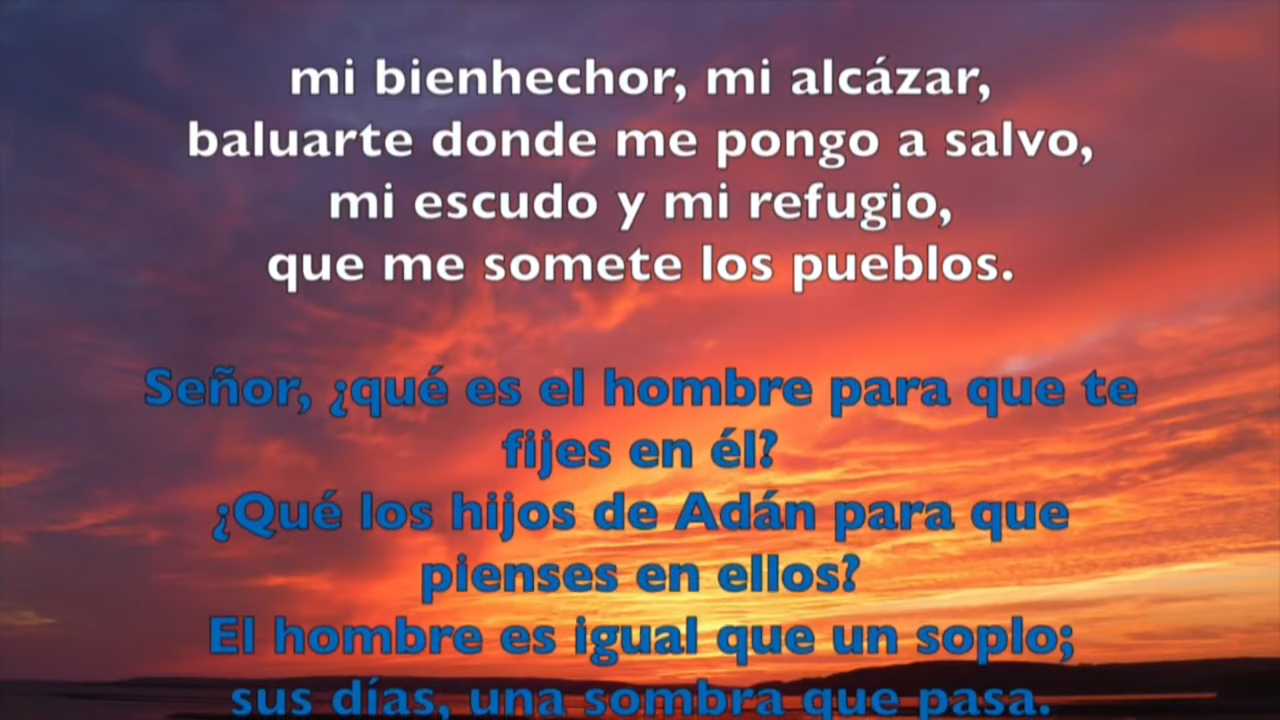 mi bienhechor, mi alcázar,
baluarte donde me pongo a salvo,
mi escudo y mi refugio,
que me somete los pueblos.
Señor, ¿qué es el hombre para que te
fijes en él?
¿Qué los hijos de Adán para que
pienses en ellos?
El hombre es igual que un soplo;
sus días, una sombra que pasa.